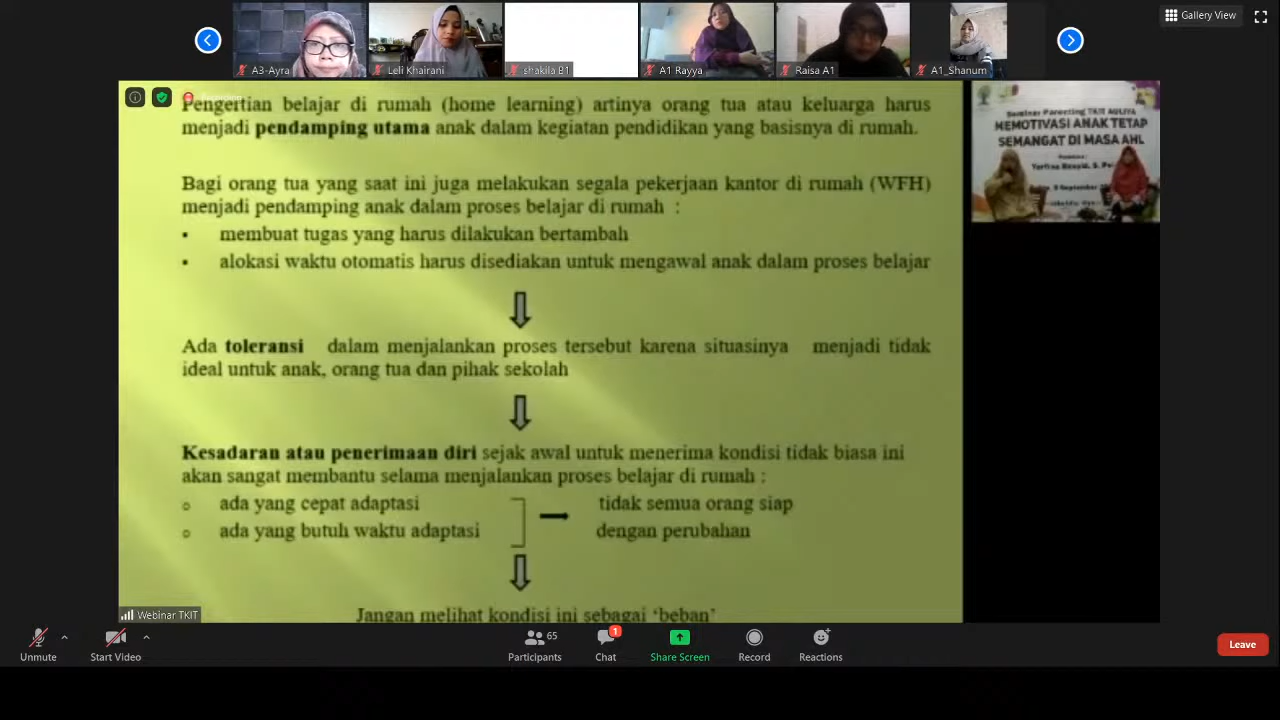 Gallery View
A3-Ayra
Leli Khairani
shakila B1
A1 Rayya
Raisa A1
A1_Shanum
Pengertian belajar di rumah (home learning) artinya orang tua atau keluarga harus
menjadi pendamping utama anak dalam kegiatan pendidikan yang basisnya di rumah.
Bagi orang tua yang saat ini juga melakukan segala pekerjaan kantor di rumah (WFH)
menjadi pendamping anak dalam proses belajar di rumah :
• membuat tugas yang harus dilakukan bertambah
• alokasi waktu otomatis harus disediakan untuk mengawal anak dalam proses belajar
Ada toleransi dalam menjalankan proses tersebut karena situasinya menjadi tidak
ideal untuk anak, orang tua dan pihak sekolah
Kesadaran atau penerimaan diri sejak awal untuk menerima kondisi tidak biasa ini
akan sangat membantu selama menjalankan proses belajar di rumah :
o ada yang cepat adaptasi
o ada yang butuh waktu adaptasi
tidak semua orang siap
dengan perubahan
Jangan melihat kondisi ini sebagai 'beban'
Seminar Parenting TKIT AULIYA
MEMOTIVASI ANAK TETAP
SEMANGAT DI MASA AHL
Webinar TKIT
Unmute
Start Video
65
Participants
1
Chat
Share Screen
Record
Reactions
Leave